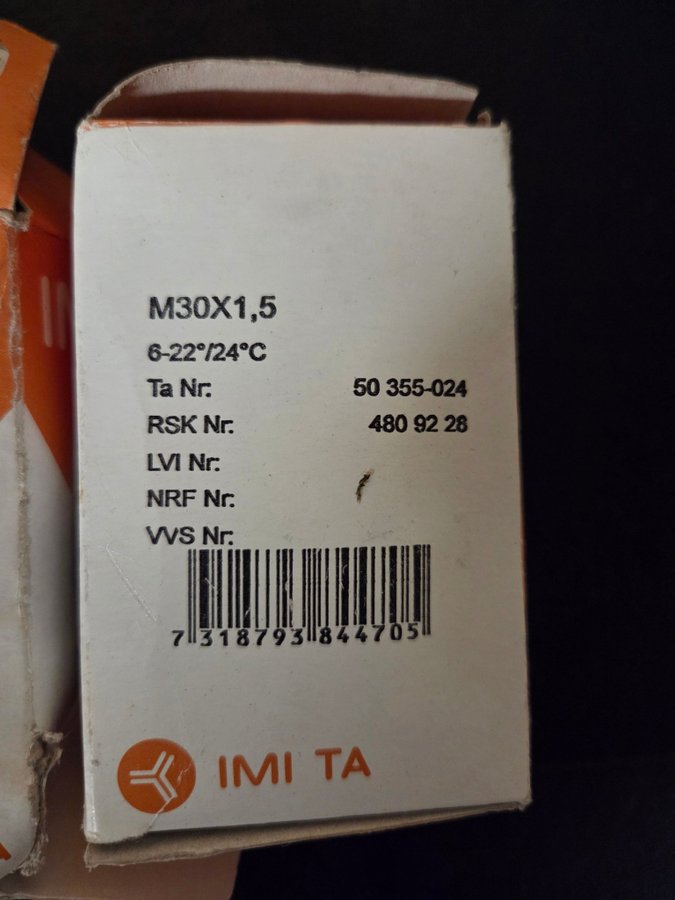 M30X1,5
6-22°/24°C
Ta Nr: 50 355-024
RSK Nr: 480 92 28
LVI Nr:
NRF Nr:
VVS Nr:
7 318793 844705
IMI TA